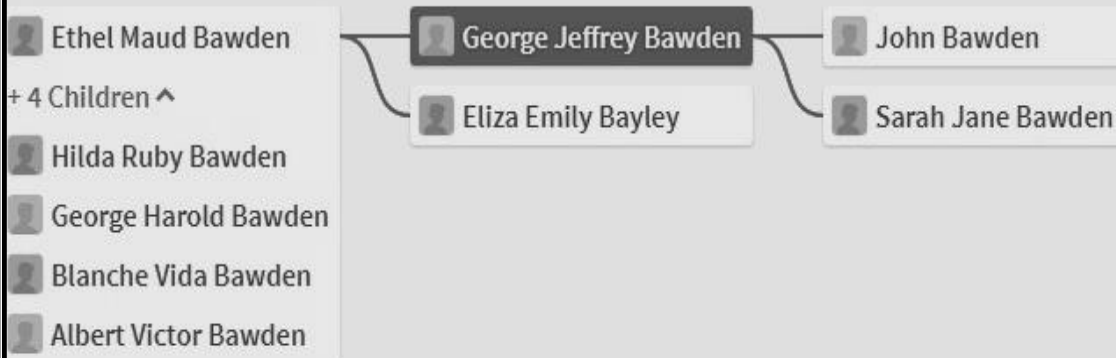 Ethel Maud Bawden
+ 4 Children
Hilda Ruby Bawden
George Harold Bawden
Blanche Vida Bawden
Albert Victor Bawden
George Jeffrey Bawden
Eliza Emily Bayley
John Bawden
Sarah Jane Bawden